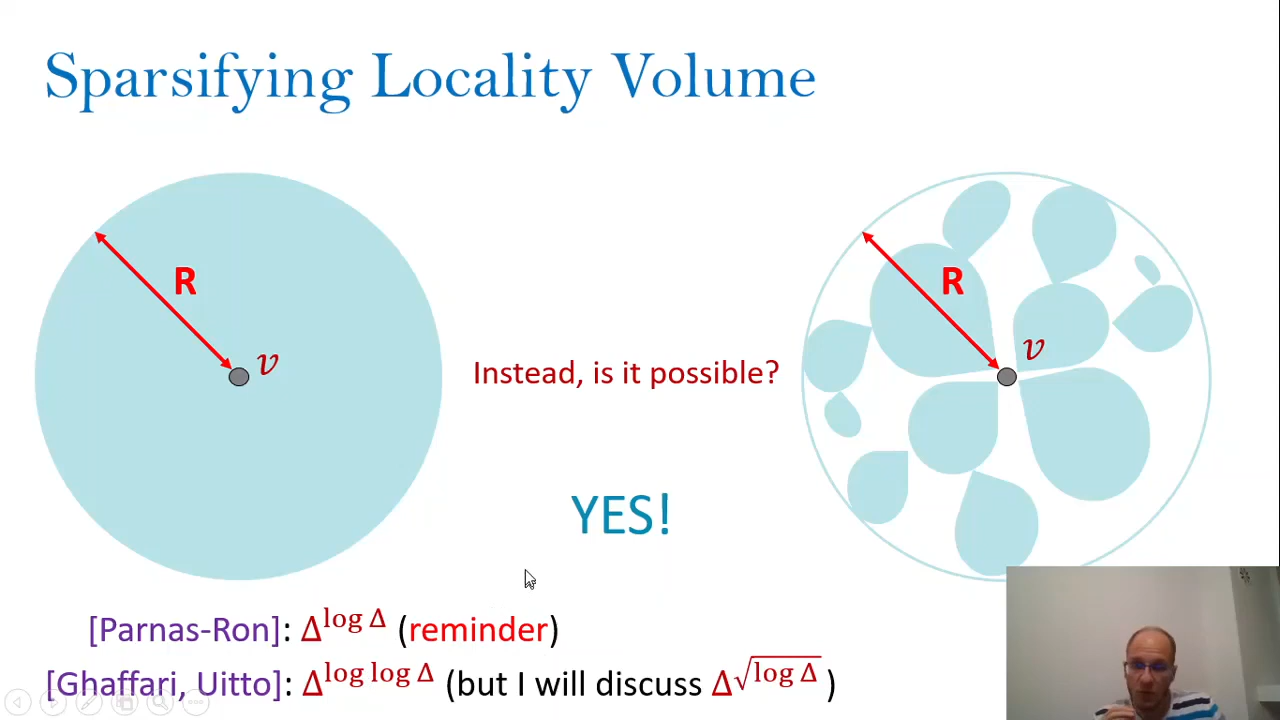 Sparsifying Locality Volume
R
v
Instead, is it possible?
R
v
YES!
[Parnas-Ron]: Δ^{log Δ} (reminder)
[Ghaffari, Uitto]: Δ^{log log Δ} (but I will discuss Δ^{√log Δ} )